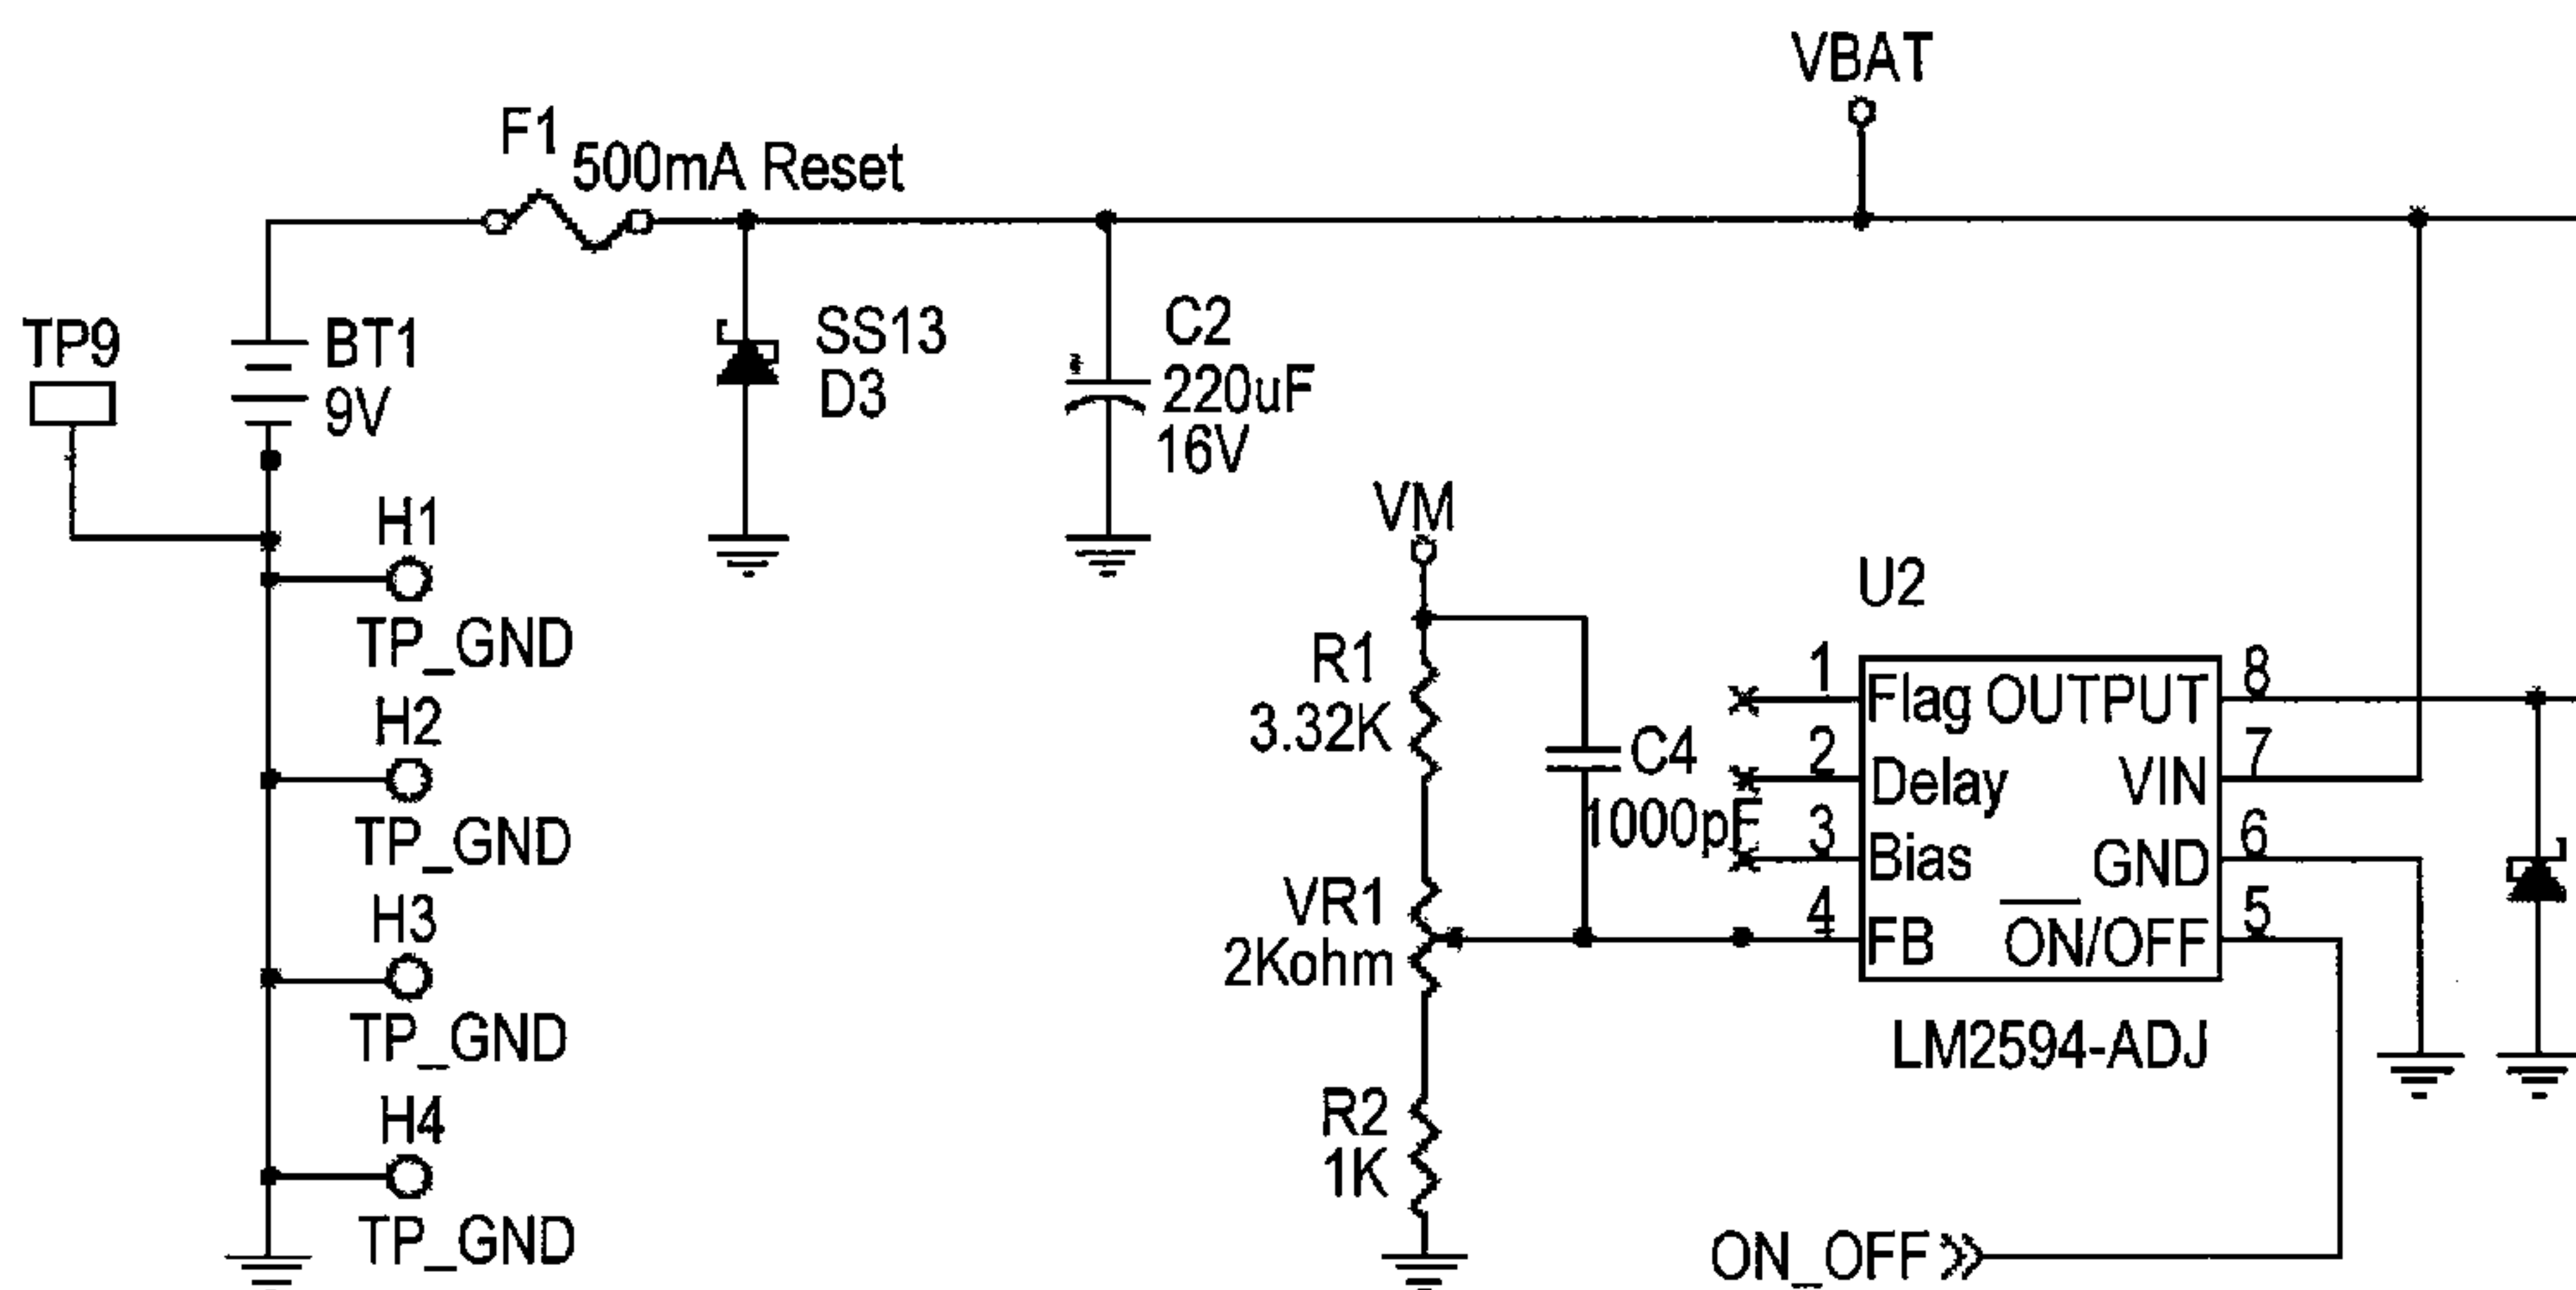 VBAT
F1
500mA Reset
TP9
BT1
9V
SS13
D3
C2
220uF
16V
H1
TP_GND
H2
TP_GND
H3
TP_GND
H4
TP_GND
VM
R1
3.32K
C4
1000pF
VR1
2Kohm
R2
1K
U2
1 Flag OUTPUT 8
2 Delay VIN 7
3 Bias GND 6
4 FB ON/OFF 5
LM2594-ADJ
ON_OFF